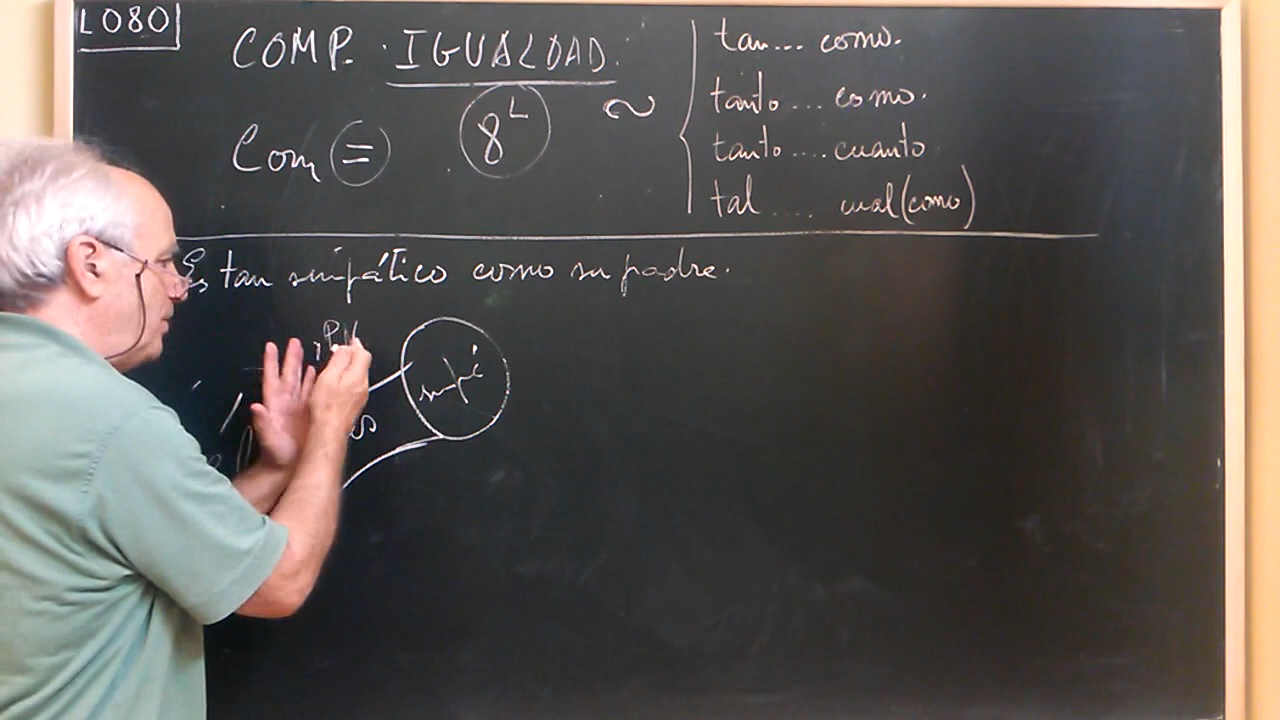 L080
COMP. IGUALDAD.
Com =
8L
~
tan... como.
tanto... como.
tanto.... cuanto
tal .... cual (como)
Es tan simpático como su padre.
simpá